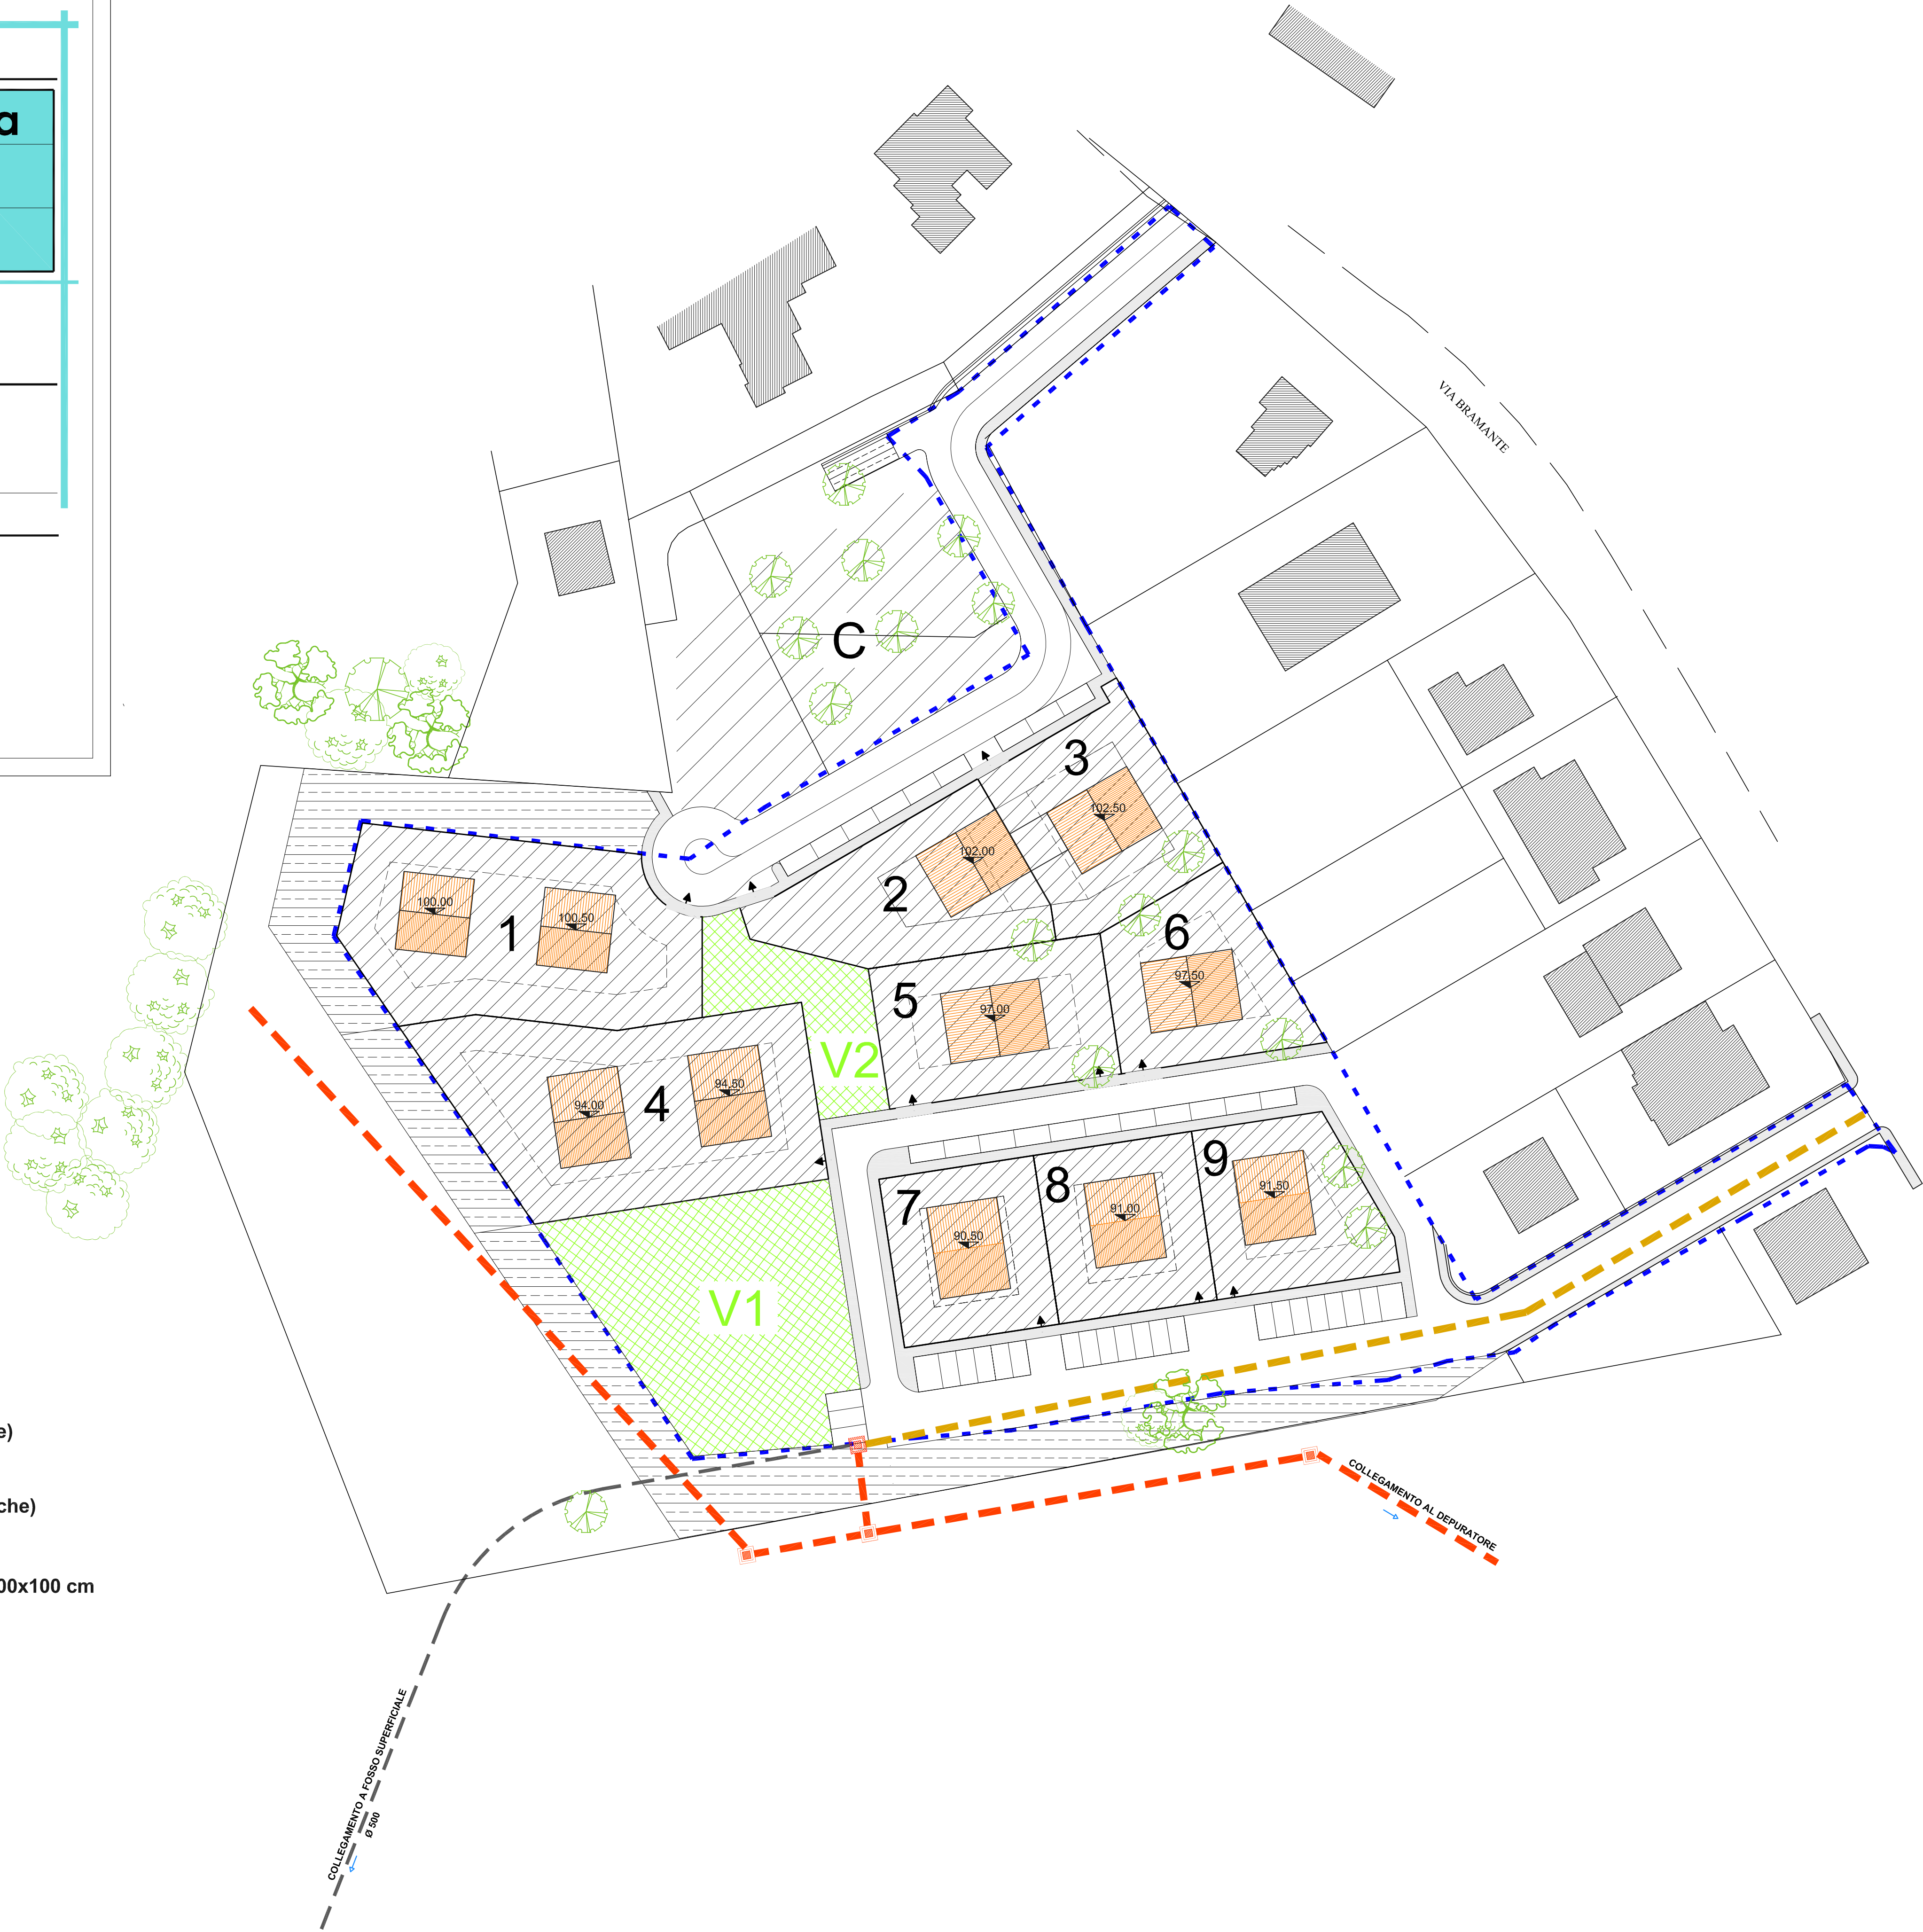 a
VIA BRAMANTE
C
3
102.50
102.00
2
100.00
100.50
1
6
97.50
5
97.00
V2
94.50
94.00
4
9
91.50
8
91.00
7
90.50
V1
e)
COLLEGAMENTO AL DEPURATORE
che)
00x100 cm
COLLEGAMENTO A FOSSO SUPERFICIALE
Ø 500